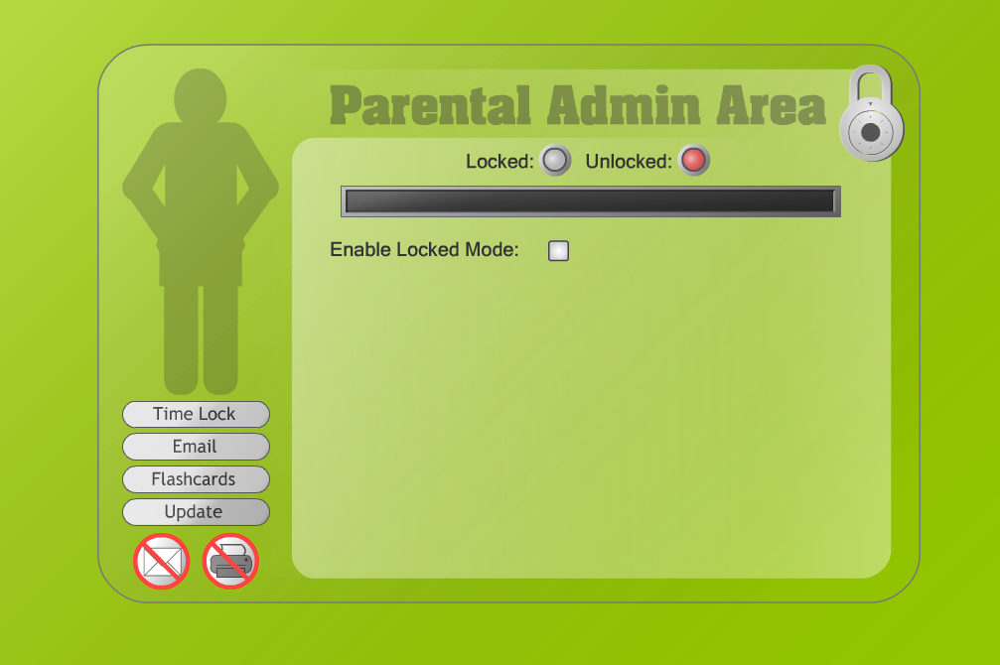 Parental Admin Area
Locked: Unlocked:
Enable Locked Mode:
Time Lock
Email
Flashcards
Update